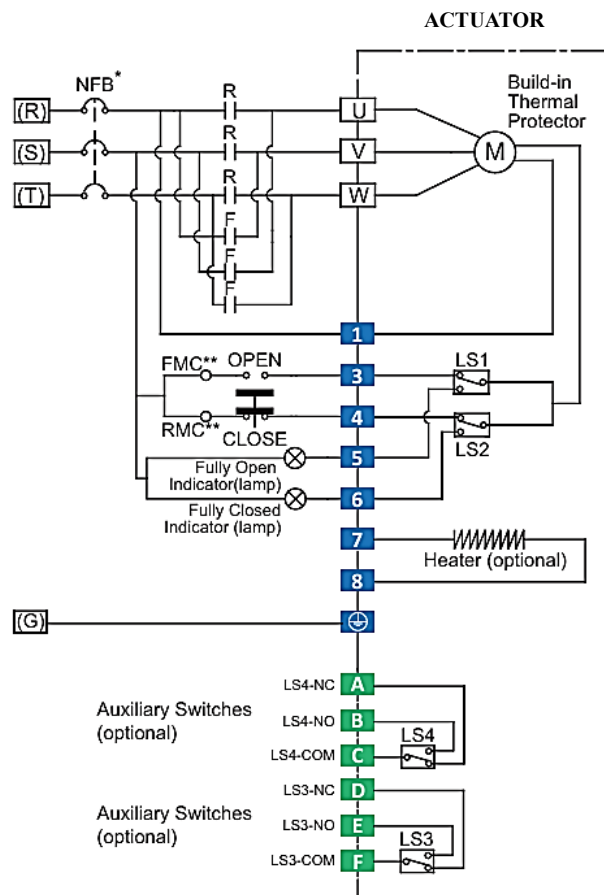 ACTUATOR
NFB*
Build-in
Thermal
Protector
(R)
R
U
(S)
R
V
M
(T)
R
W
F
F
F
1
FMC**
OPEN
3
LS1
RMC**
CLOSE
4
LS2
Fully Open
Indicator(lamp)
5
Fully Closed
Indicator (lamp)
6
7
Heater (optional)
8
(G)
Auxiliary Switches
(optional)
LS4-NC
A
LS4-NO
B
LS4-COM
C
LS4
Auxiliary Switches
(optional)
LS3-NC
D
LS3-NO
E
LS3-COM
F
LS3